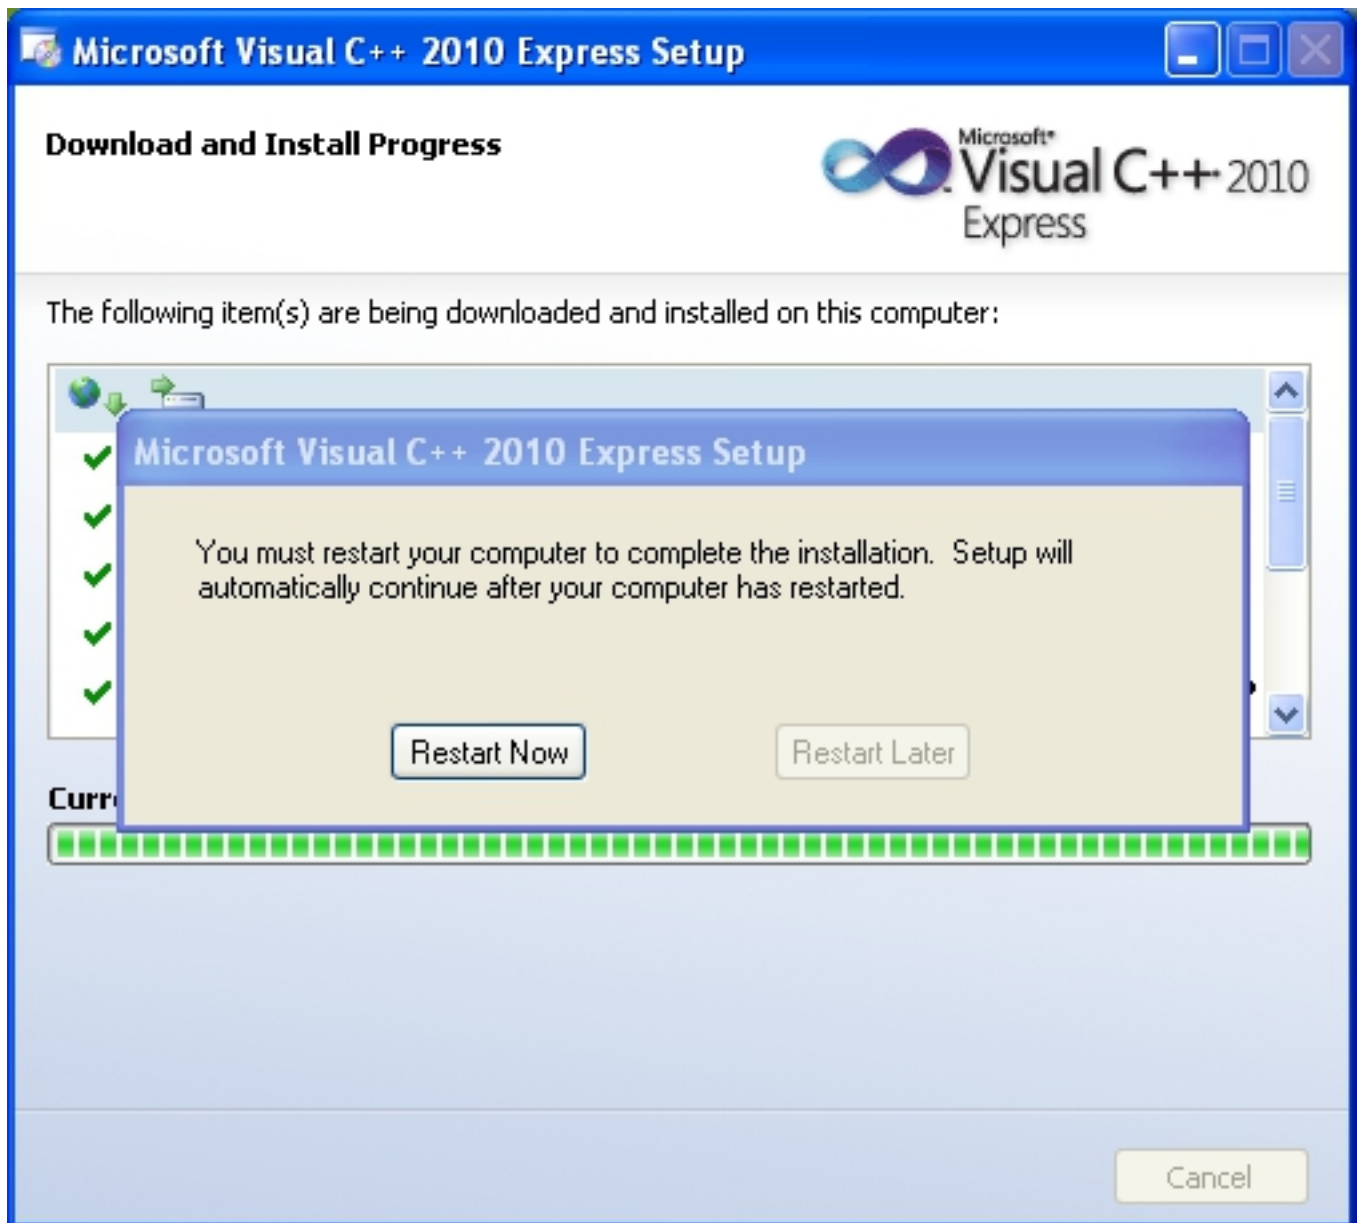 Microsoft Visual C++ 2010 Express Setup
Download and Install Progress
Microsoft®
Visual C++ 2010
Express
The following item(s) are being downloaded and installed on this computer:
Microsoft Visual C++ 2010 Express Setup
You must restart your computer to complete the installation.  Setup will
automatically continue after your computer has restarted.
Restart Now
Restart Later
Cancel